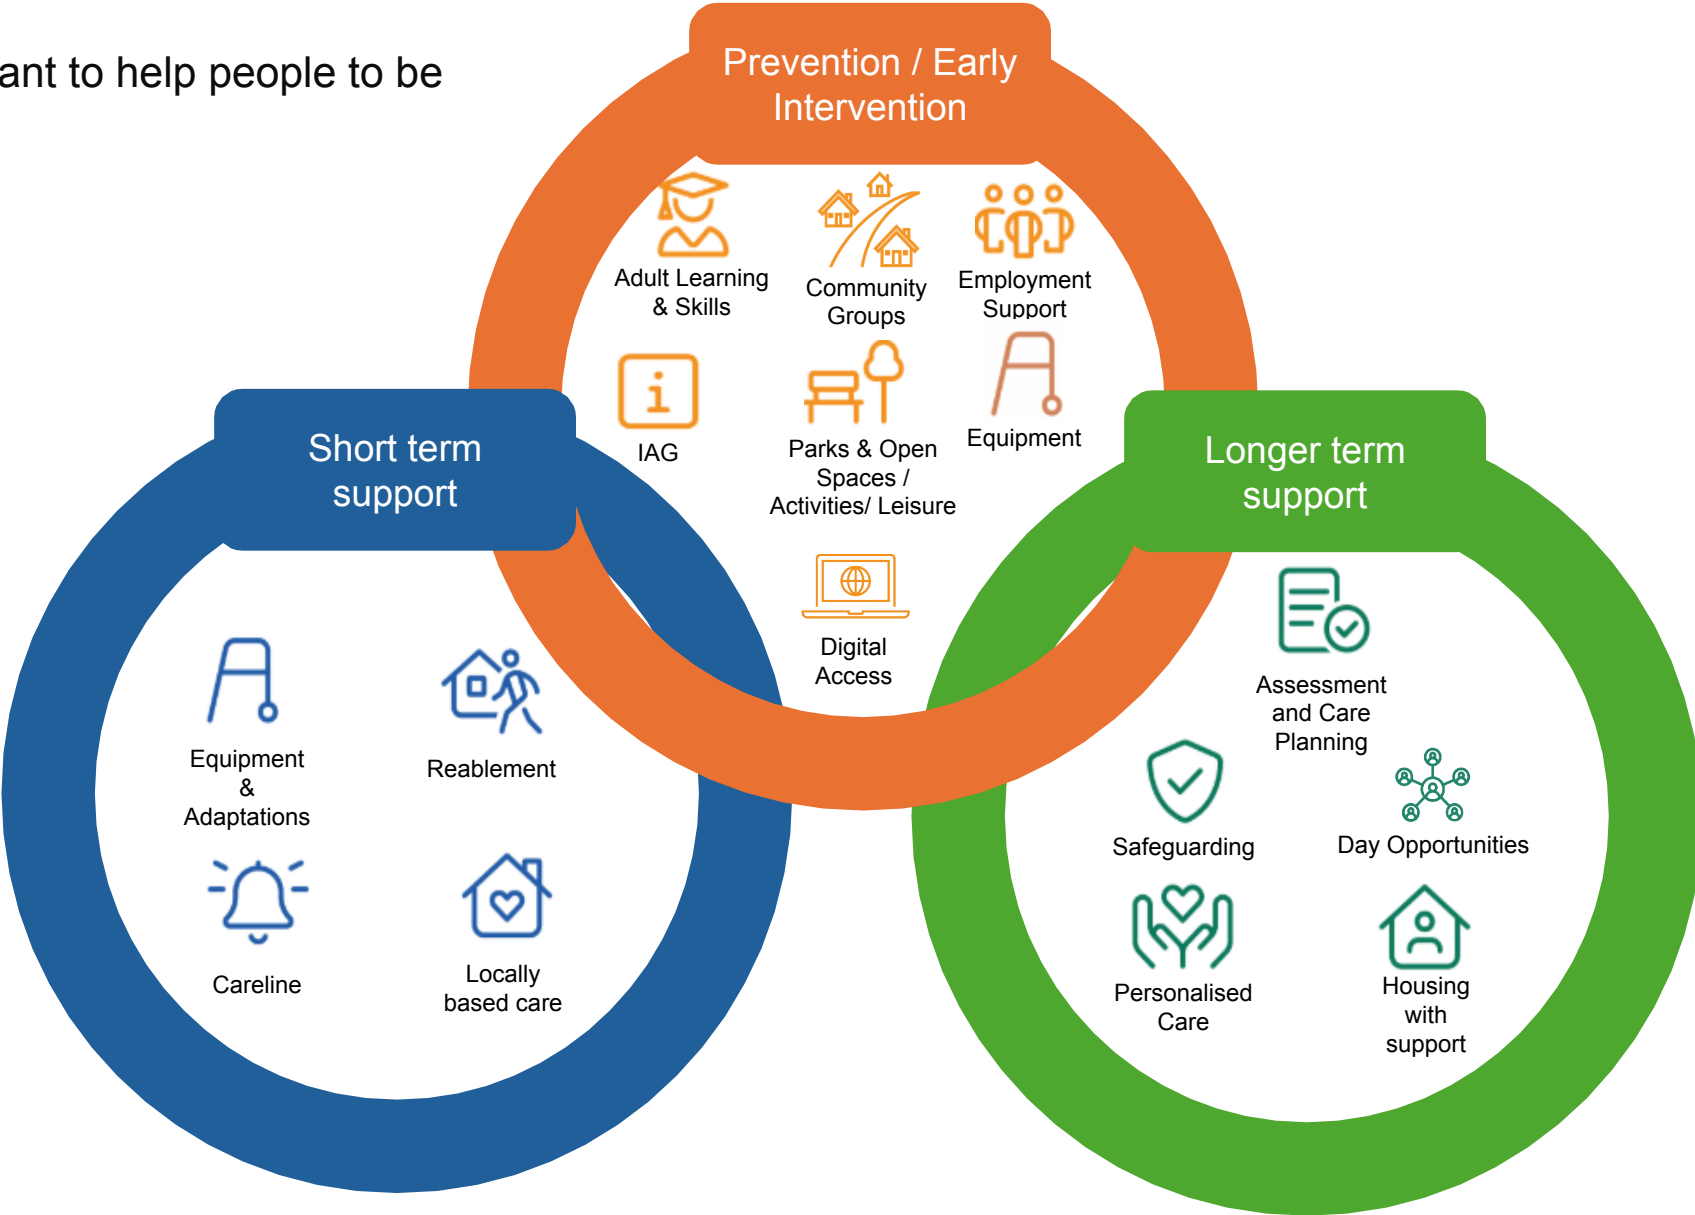 ant to help people to be
Prevention / Early
Intervention
Adult Learning
& Skills
Community
Groups
Employment
Support
IAG
Parks & Open
Spaces /
Activities/ Leisure
Equipment
Digital
Access
Short term
support
Equipment
&
Adaptations
Reablement
Careline
Locally
based care
Longer term
support
Assessment
and Care
Planning
Safeguarding
Day Opportunities
Personalised
Care
Housing
with
support